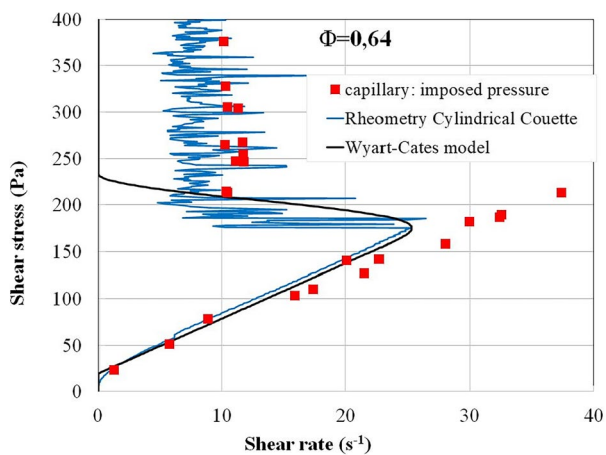 Φ=0,64
capillary: imposed pressure
Rheometry Cylindrical Couette
Wyart-Cates model
Shear stress (Pa)
400
350
300
250
200
150
100
50
0
0 10 20 30 40
Shear rate (s⁻¹)